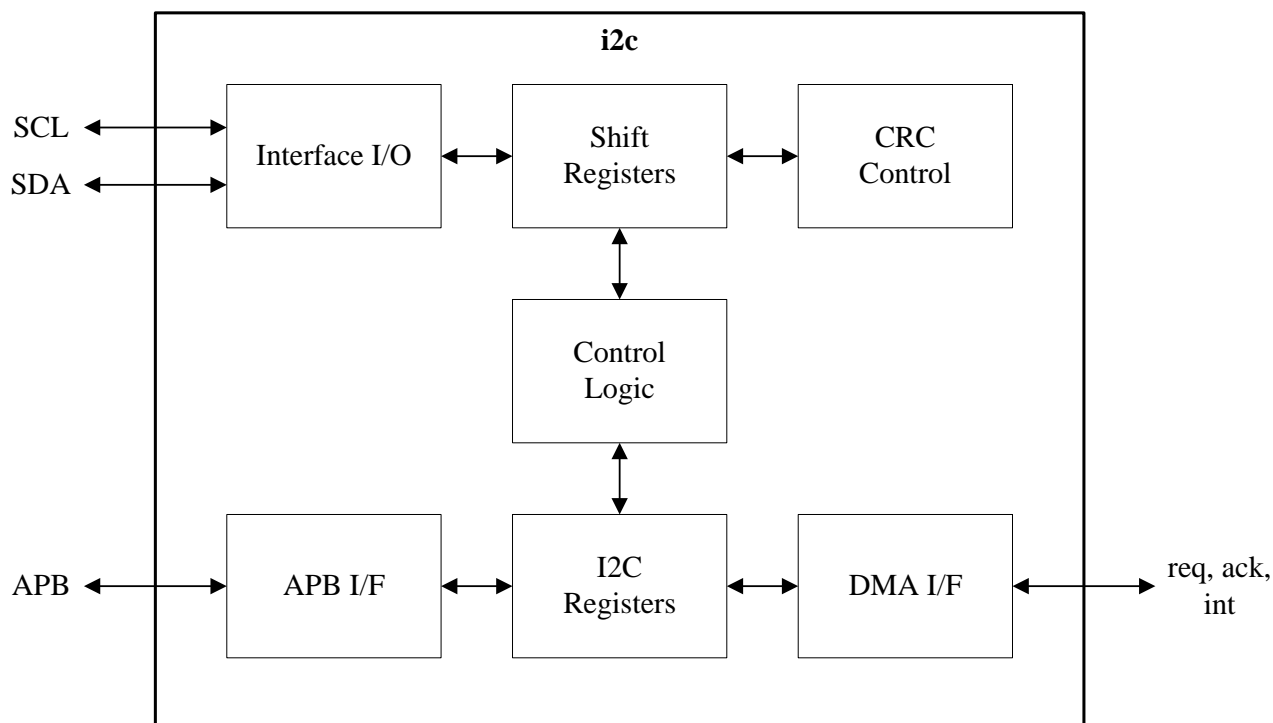 i2c
SCL
SDA
Interface I/O
Shift
Registers
CRC
Control
Control
Logic
APB
APB I/F
I2C
Registers
DMA I/F
req, ack,
int